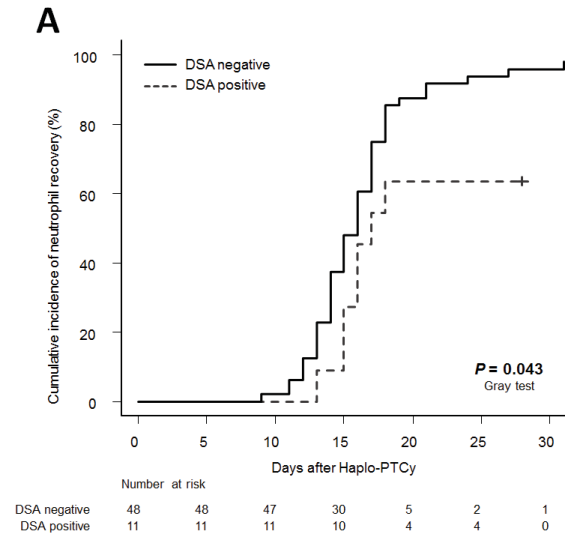 A
100
80
60
40
20
0
Cumulative incidence of neutrophil recovery (%)
DSA negative
DSA positive
P = 0.043
Gray test
0 5 10 15 20 25 30
Days after Haplo-PTCy
Number at risk
DSA negative 48 48 47 30 5 2 1
DSA positive 11 11 11 10 4 4 0